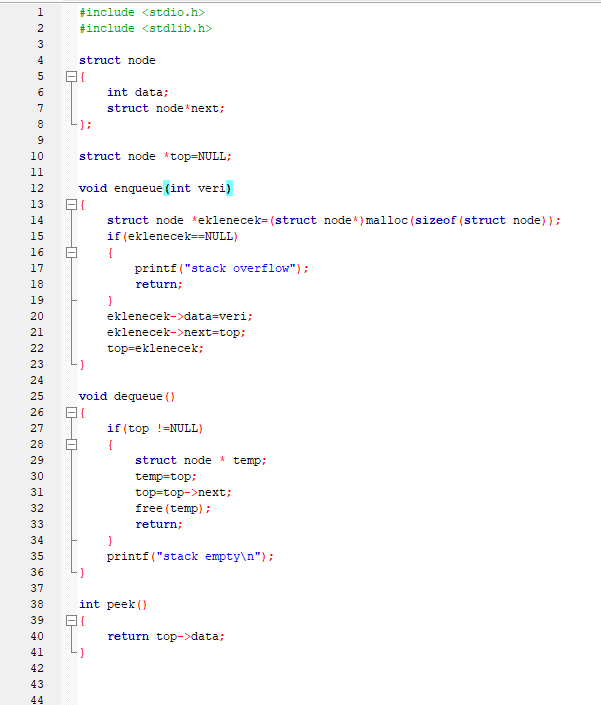 1 #include <stdio.h>
2 #include <stdlib.h>
3
4 struct node
5 {
6 int data;
7 struct node*next;
8 };
9
10 struct node *top=NULL;
11
12 void enqueue(int veri)
13 {
14 struct node *eklenecek=(struct node*)malloc(sizeof(struct node));
15 if(eklenecek==NULL)
16 {
17 printf("stack overflow");
18 return;
19 }
20 eklenecek->data=veri;
21 eklenecek->next=top;
22 top=eklenecek;
23 }
24
25 void dequeue()
26 {
27 if(top !=NULL)
28 {
29 struct node * temp;
30 temp=top;
31 top=top->next;
32 free(temp);
33 return;
34 }
35 printf("stack empty\n");
36 }
37
38 int peek()
39 {
40 return top->data;
41 }
42
43
44